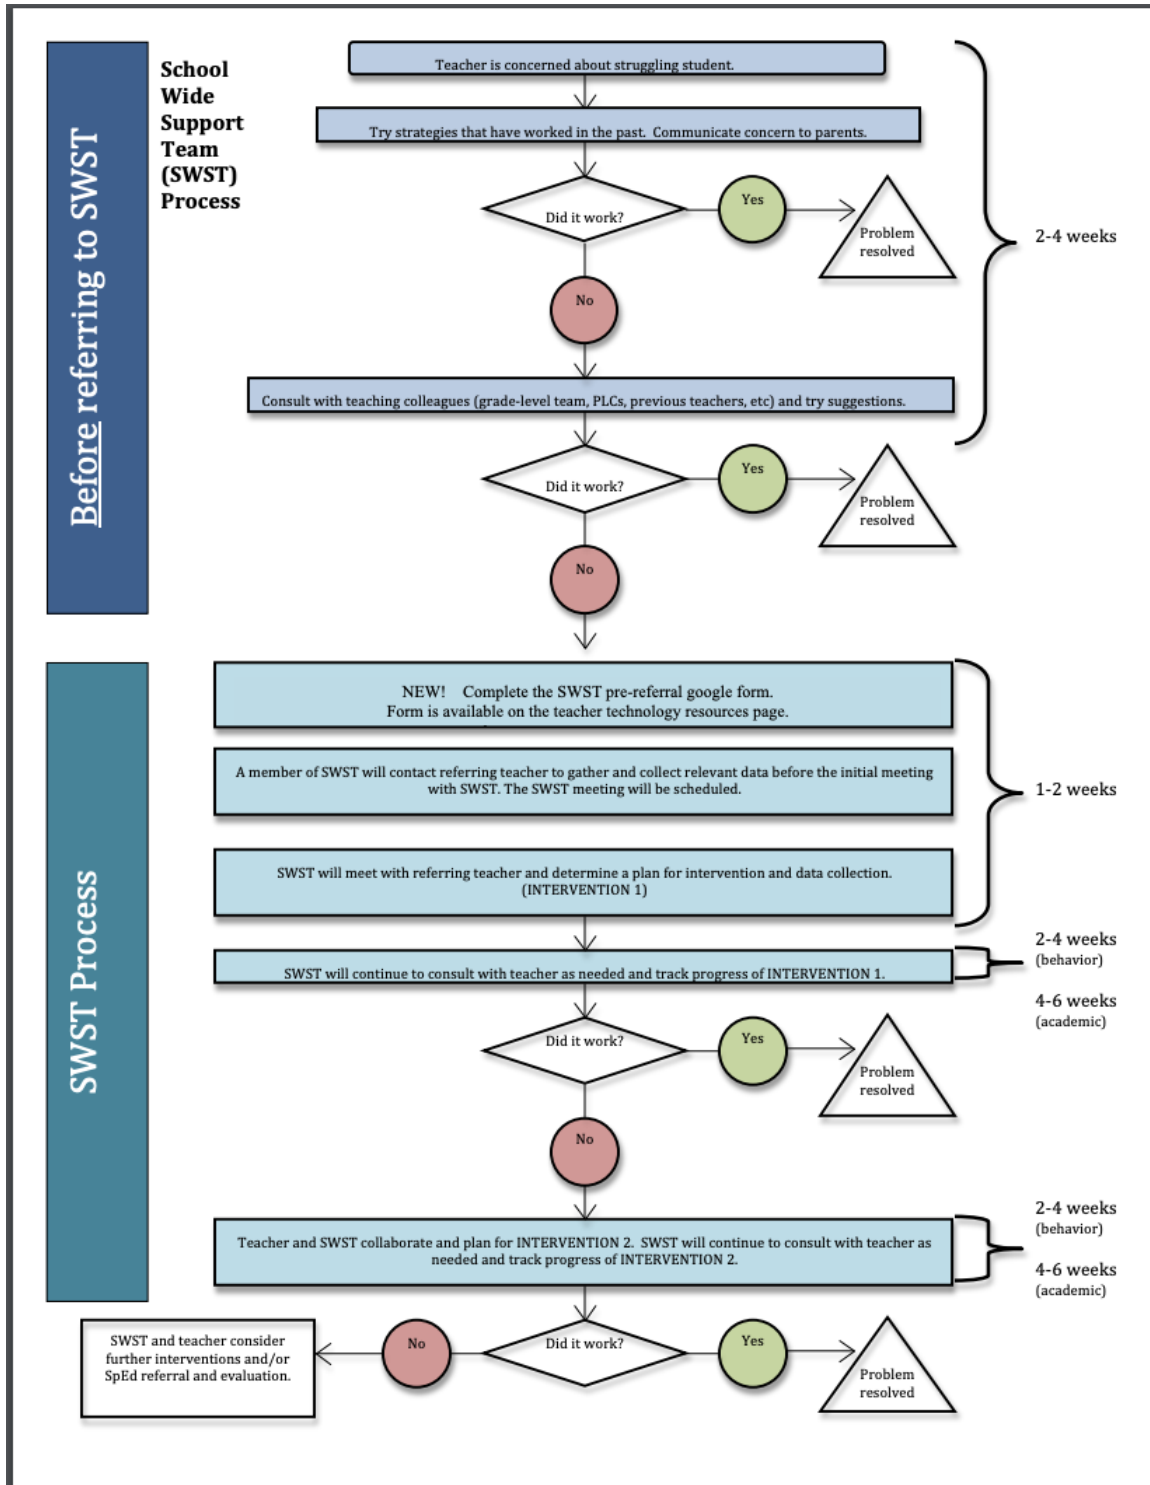 Before referring to SWST
School
Wide
Support
Team
(SWST)
Process
Teacher is concerned about struggling student.
Try strategies that have worked in the past.  Communicate concern to parents.
Did it work?
Yes
Problem
resolved
2-4 weeks
No
Consult with teaching colleagues (grade-level team, PLCs, previous teachers, etc) and try suggestions.
Did it work?
Yes
Problem
resolved
No
SWST Process
NEW!    Complete the SWST pre-referral google form.
Form is available on the teacher technology resources page.
A member of SWST will contact referring teacher to gather and collect relevant data before the initial meeting
with SWST. The SWST meeting will be scheduled.
1-2 weeks
SWST will meet with referring teacher and determine a plan for intervention and data collection.
(INTERVENTION 1)
SWST will continue to consult with teacher as needed and track progress of INTERVENTION 1.
2-4 weeks
(behavior)
4-6 weeks
(academic)
Did it work?
Yes
Problem
resolved
No
Teacher and SWST collaborate and plan for INTERVENTION 2.  SWST will continue to consult with teacher as
needed and track progress of INTERVENTION 2.
2-4 weeks
(behavior)
4-6 weeks
(academic)
Did it work?
Yes
Problem
resolved
No
SWST and teacher consider
further interventions and/or
SpEd referral and evaluation.